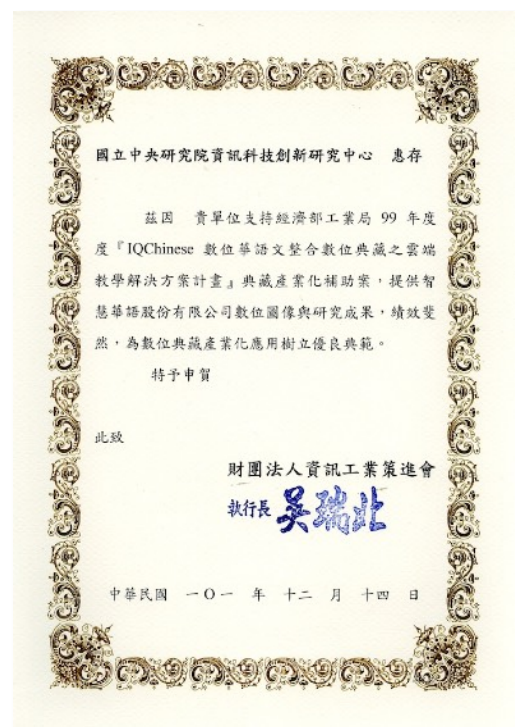 國立中央研究院資訊科技創新研究中心 惠存
茲因 貴單位支持經濟部工業局 99 年度
度『IQChinese 數位華語文整合數位典藏之雲端
教學解決方案計畫』典藏產業化補助案，提供智
慧華語股份有限公司數位圖像與研究成果，績效斐
然，為數位典藏產業化應用樹立優良典範。
特予申賀
此致
財團法人資訊工業策進會
執行長 吳瑞北
中華民國 一O一 年 十二 月 十四 日